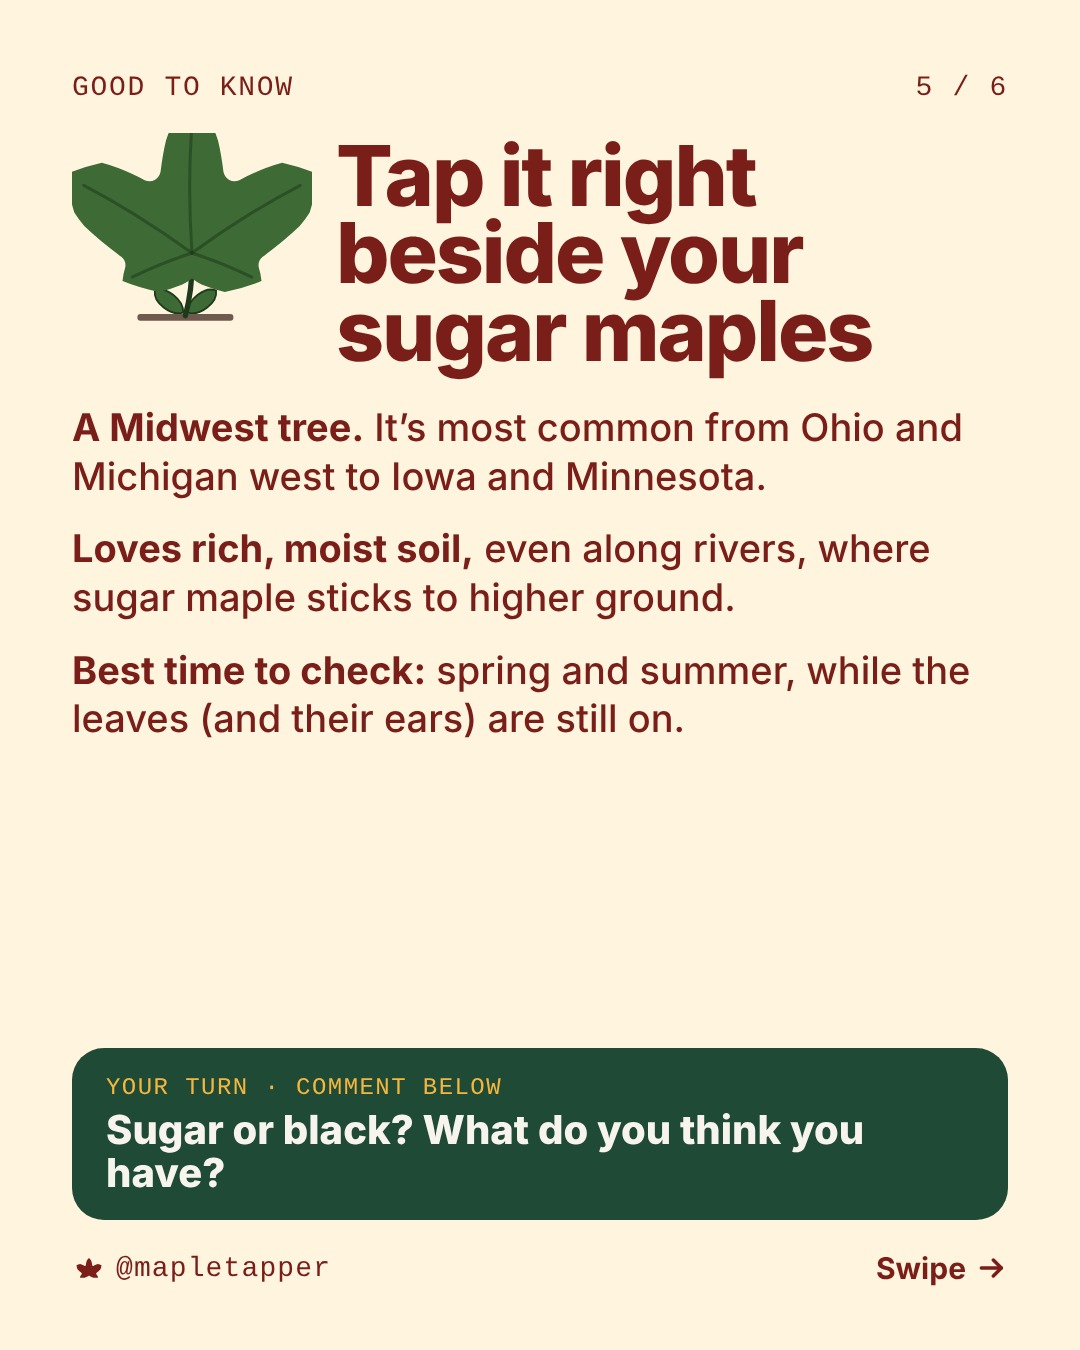 GOOD TO KNOW
5 / 6
Tap it right
beside your
sugar maples
A Midwest tree. It’s most common from Ohio and
Michigan west to Iowa and Minnesota.
Loves rich, moist soil, even along rivers, where
sugar maple sticks to higher ground.
Best time to check: spring and summer, while the
leaves (and their ears) are still on.
YOUR TURN · COMMENT BELOW
Sugar or black? What do you think you
have?
@mapletapper
Swipe →